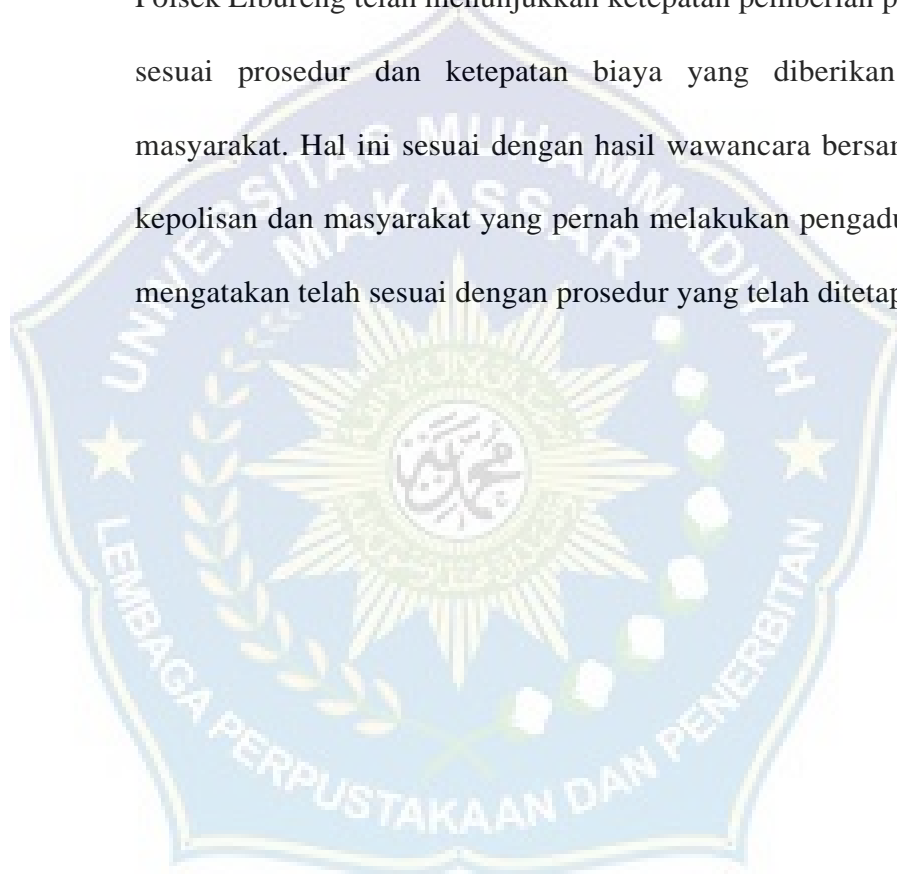 Polsek Libureng telah menunjukkan ketepatan pemberian p
sesuai prosedur dan ketepatan biaya yang diberikan
masyarakat. Hal ini sesuai dengan hasil wawancara bersa
kepolisan dan masyarakat yang pernah melakukan pengadu
mengatakan telah sesuai dengan prosedur yang telah ditetap
UNIVERSITAS MUHAMMADIYAH
MAKASSAR
LEMBAGA PERPUSTAKAAN DAN PENERBITAN